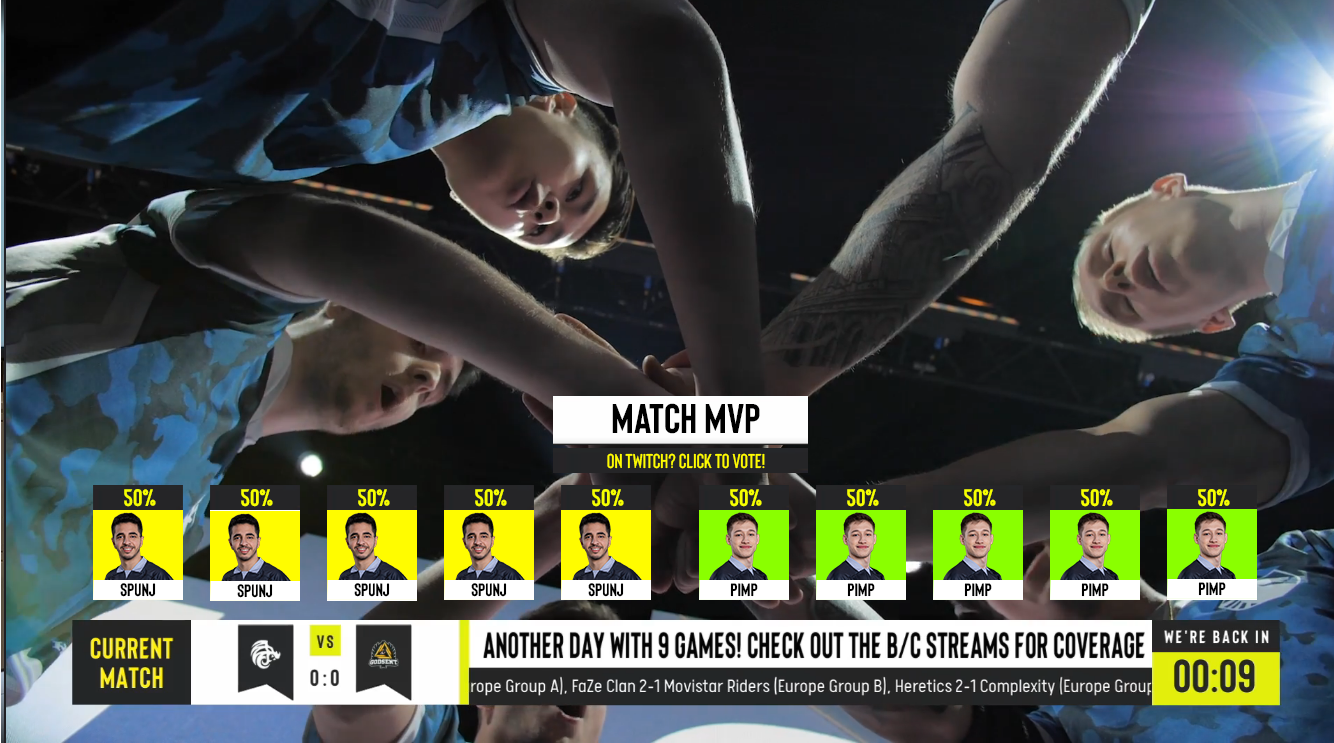 MATCH MVP
ON TWITCH? CLICK TO VOTE!
50% 50% 50% 50% 50% 50% 50% 50% 50% 50%
SPUNJ SPUNJ SPUNJ SPUNJ SPUNJ PIMP PIMP PIMP PIMP PIMP
CURRENT
MATCH
VS
0:0
GODSENT
ANOTHER DAY WITH 9 GAMES! CHECK OUT THE B/C STREAMS FOR COVERAGE
rope Group A), FaZe Clan 2-1 Movistar Riders (Europe Group B), Heretics 2-1 Complexity (Europe Group
WE'RE BACK IN
00:09